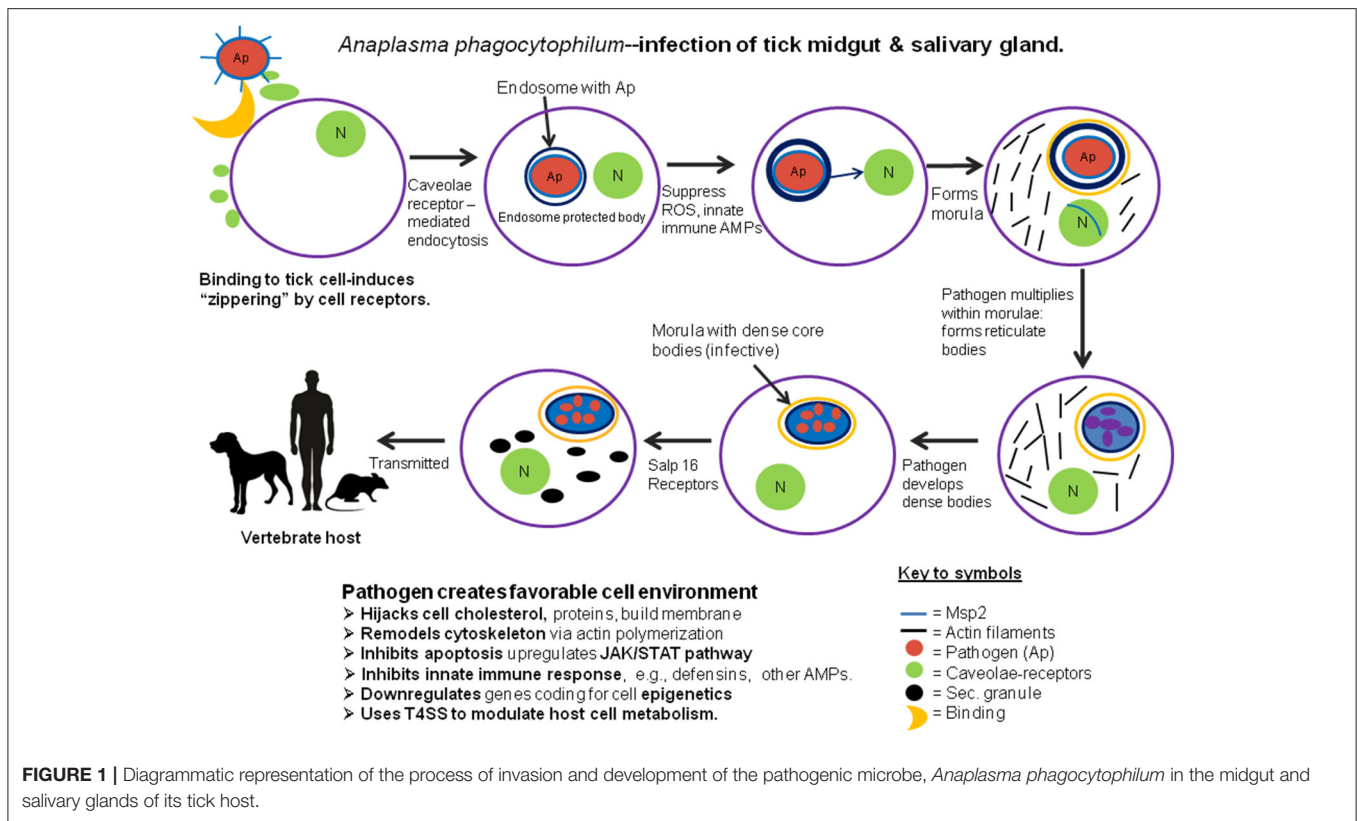 Anaplasma phagocytophilum--infection of tick midgut & salivary gland.
Ap
N
Binding to tick cell-induces
“zippering” by cell receptors.
Caveolae
receptor –
mediated
endocytosis
Endosome with Ap
Ap
N
Endosome protected body
Suppress
ROS, innate
immune AMPs
Ap
N
Forms
morula
Ap
N
Pathogen multiplies
within morulae:
forms reticulate
bodies
N
Pathogen
develops
dense bodies
Morula with dense core
bodies (infective)
N
Salp 16
Receptors
N
Transmitted
Vertebrate host
Pathogen creates favorable cell environment
➢ Hijacks cell cholesterol, proteins, build membrane
➢ Remodels cytoskeleton via actin polymerization
➢ Inhibits apoptosis upregulates JAK/STAT pathway
➢ Inhibits innate immune response, e.g., defensins, other AMPs.
➢ Downregulates genes coding for cell epigenetics
➢ Uses T4SS to modulate host cell metabolism.
Key to symbols
= Msp2
= Actin filaments
= Pathogen (Ap)
= Caveolae-receptors
= Sec. granule
= Binding
FIGURE 1 | Diagrammatic representation of the process of invasion and development of the pathogenic microbe, Anaplasma phagocytophilum in the midgut and
salivary glands of its tick host.